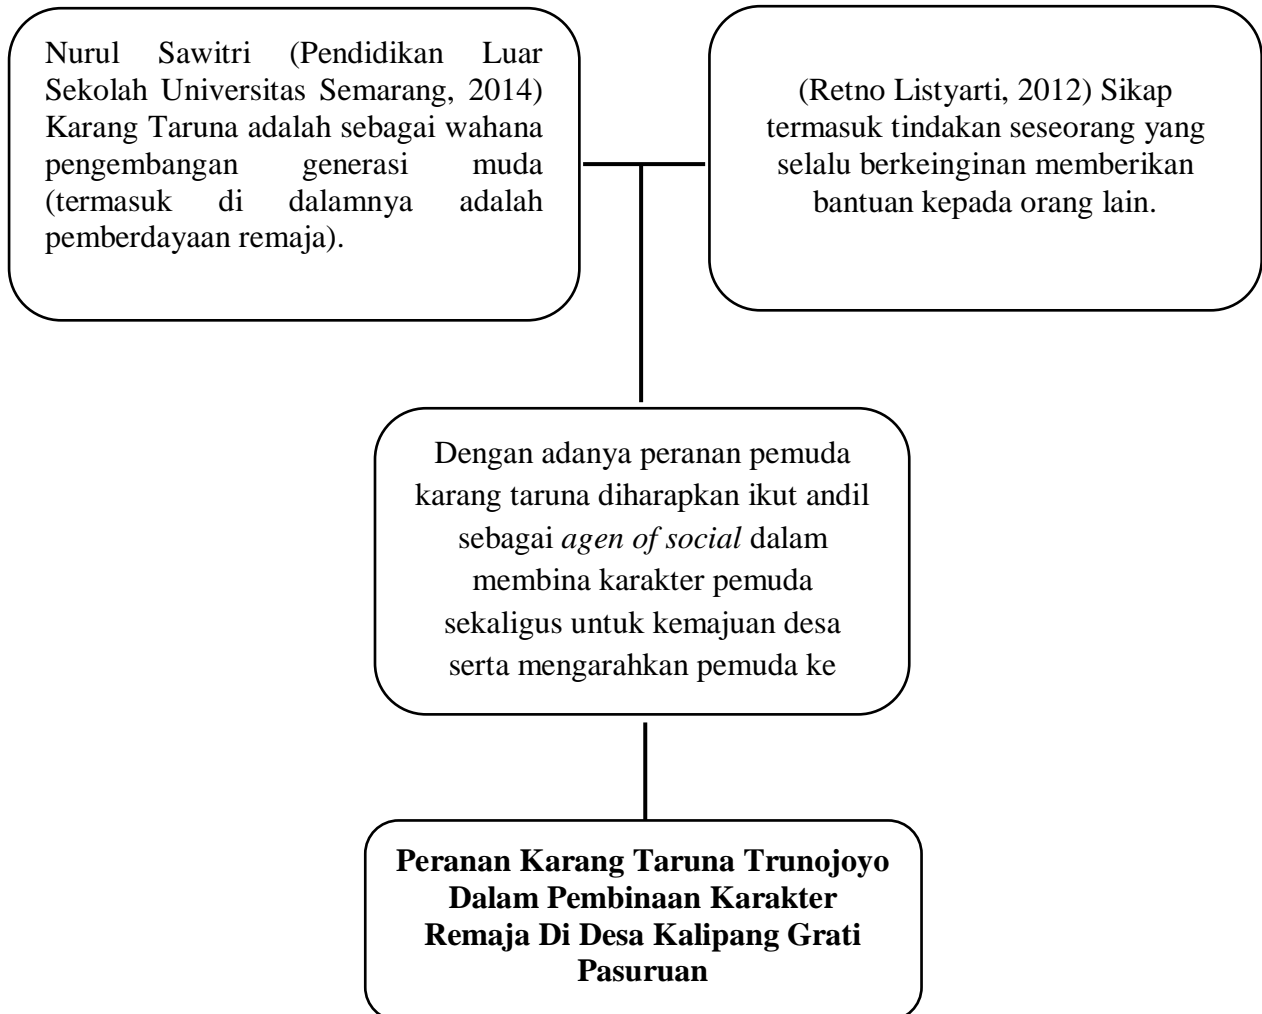 Nurul Sawitri (Pendidikan Luar
Sekolah Universitas Semarang, 2014)
Karang Taruna adalah sebagai wahana
pengembangan generasi muda
(termasuk di dalamnya adalah
pemberdayaan remaja).
(Retno Listyarti, 2012) Sikap
termasuk tindakan seseorang yang
selalu berkeinginan memberikan
bantuan kepada orang lain.
Dengan adanya peranan pemuda
karang taruna diharapkan ikut andil
sebagai agen of social dalam
membina karakter pemuda
sekaligus untuk kemajuan desa
serta mengarahkan pemuda ke
Peranan Karang Taruna Trunojoyo
Dalam Pembinaan Karakter
Remaja Di Desa Kalipang Grati
Pasuruan